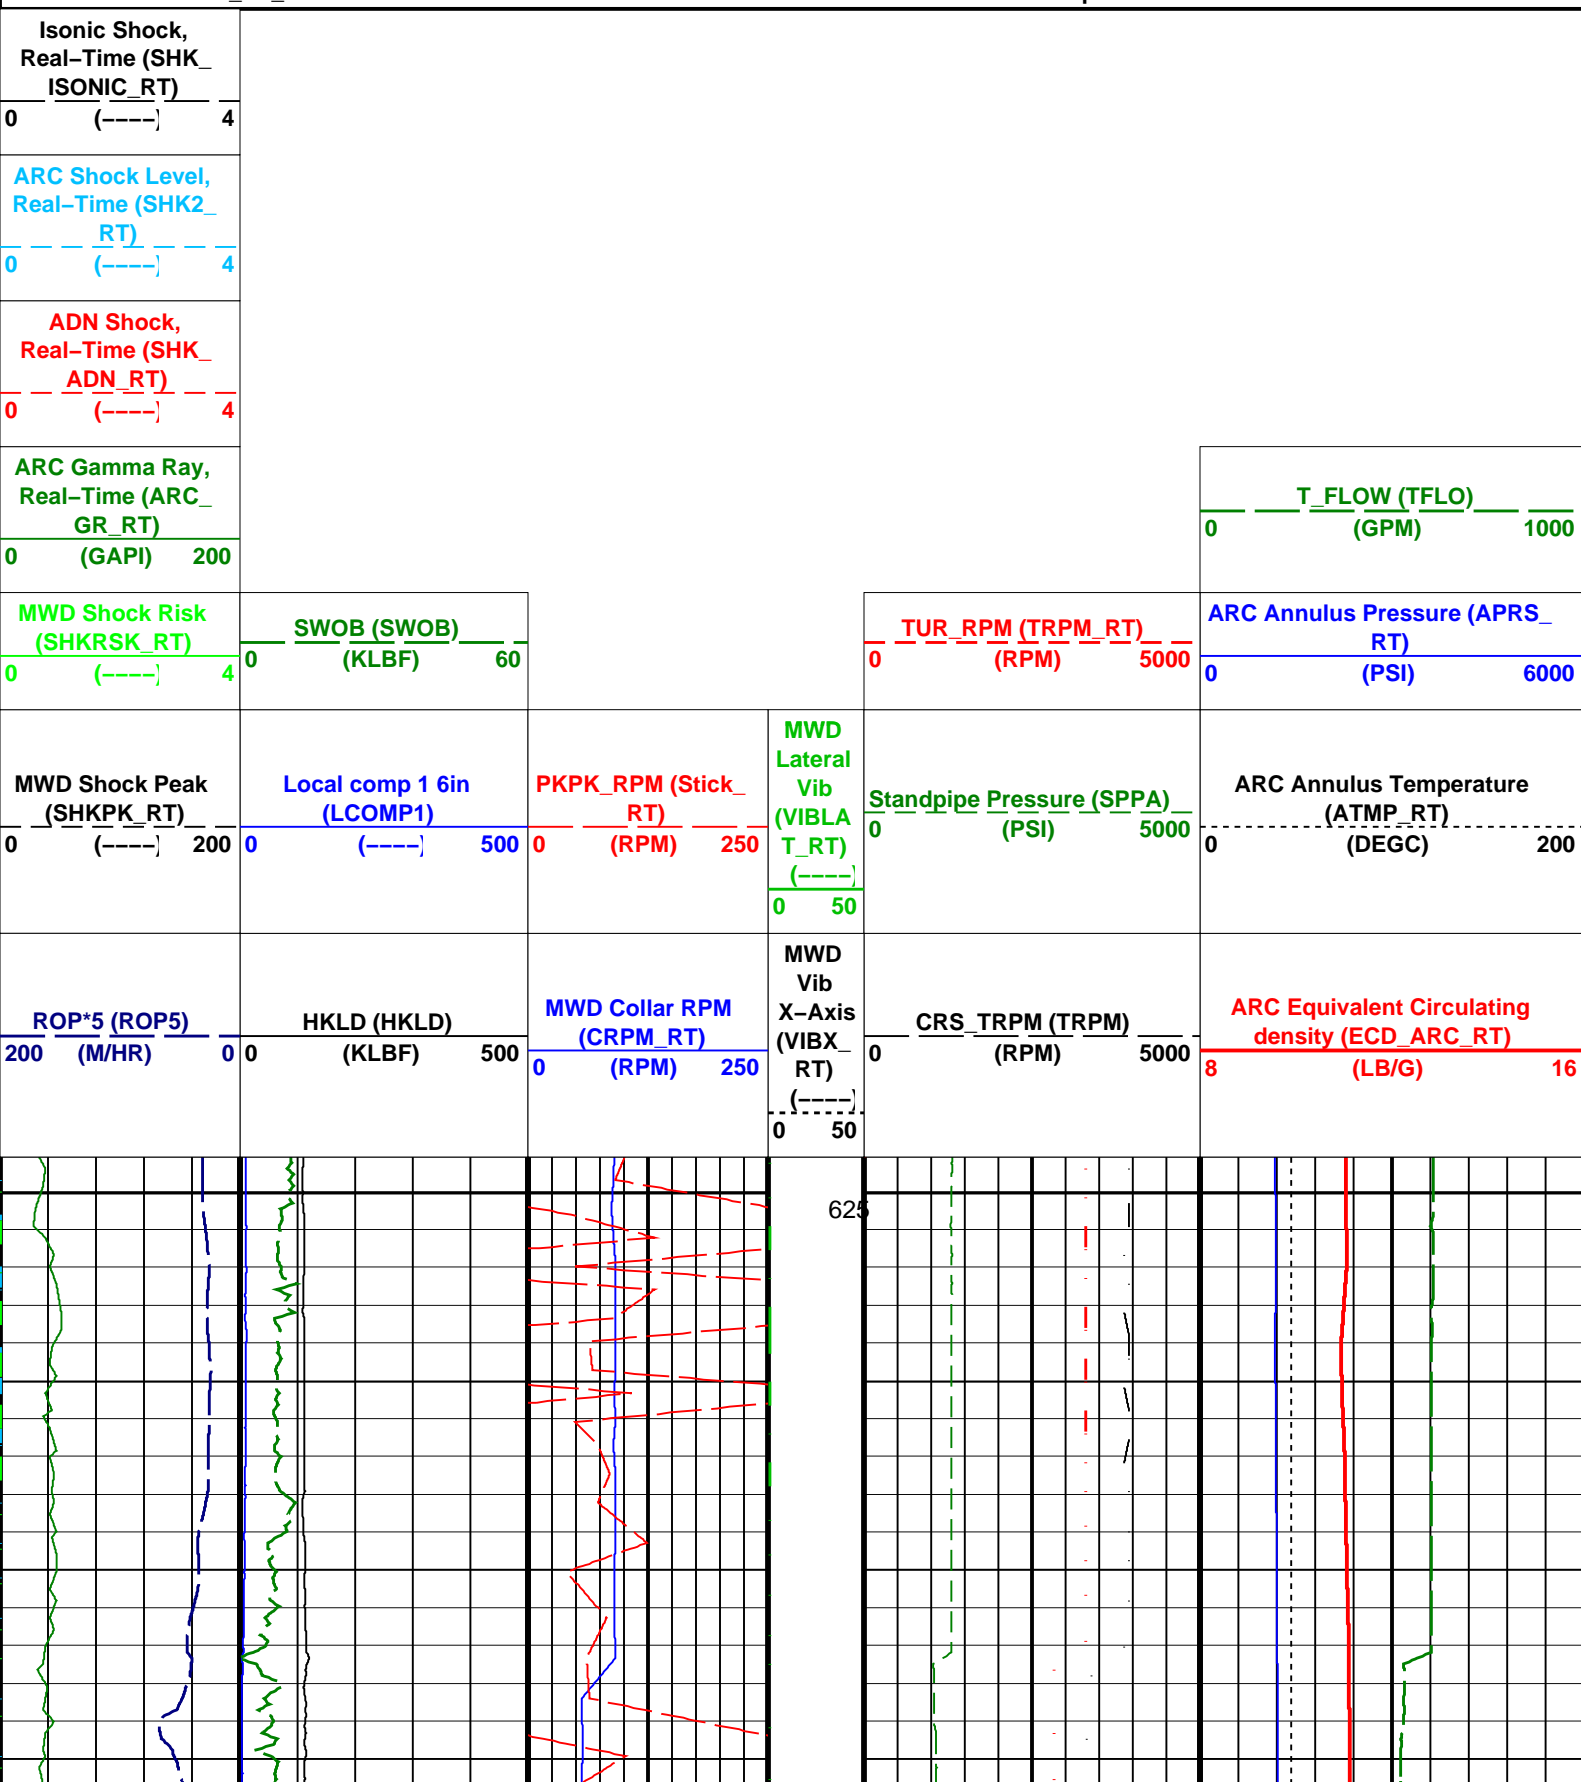 Isonic Shock,
Real–Time (SHK_
ISONIC_RT)
0 (––––) 4
ARC Shock Level,
Real–Time (SHK2_
RT)
0 (––––) 4
ADN Shock,
Real–Time (SHK_
ADN_RT)
0 (––––) 4
ARC Gamma Ray,
Real–Time (ARC_
GR_RT)
0 (GAPI) 200
T_FLOW (TFLO)
0 (GPM) 1000
MWD Shock Risk
(SHKRSK_RT)
0 (––––) 4
SWOB (SWOB)
0 (KLBF) 60
TUR_RPM (TRPM_RT)
0 (RPM) 5000
ARC Annulus Pressure (APRS_
RT)
0 (PSI) 6000
MWD Shock Peak
(SHKPK_RT)
0 (––––) 200
Local comp 1 6in
(LCOMP1)
0 (––––) 500
PKPK_RPM (Stick_
RT)
0 (RPM) 250
MWD
Lateral
Vib
(VIBLA
T_RT)
(––––)
0 50
Standpipe Pressure (SPPA)
0 (PSI) 5000
ARC Annulus Temperature
(ATMP_RT)
0 (DEGC) 200
ROP*5 (ROP5)
200 (M/HR) 0
HKLD (HKLD)
0 (KLBF) 500
MWD Collar RPM
(CRPM_RT)
0 (RPM) 250
MWD
Vib
X–Axis
(VIBX_
RT)
(––––)
0 50
CRS_TRPM (TRPM)
0 (RPM) 5000
ARC Equivalent Circulating
density (ECD_ARC_RT)
8 (LB/G) 16
625